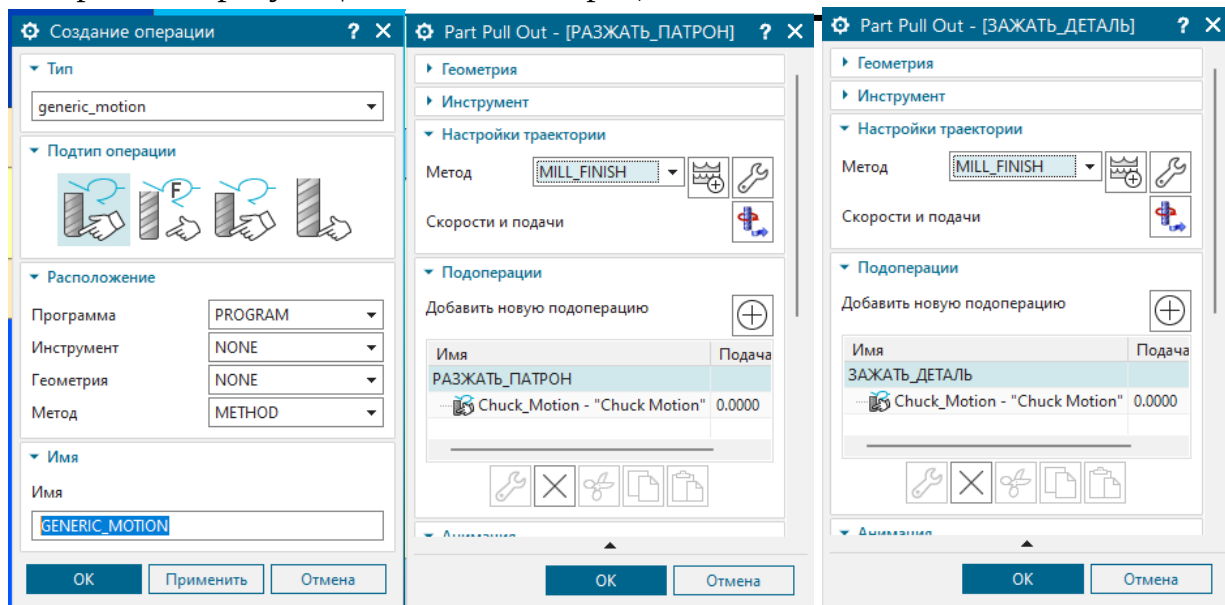 Создание операции
Тип
generic_motion
Подтип операции
F
Расположение
Программа PROGRAM
Инструмент NONE
Геометрия NONE
Метод METHOD
Имя
Имя
GENERIC_MOTION
ОК Применить Отмена
Part Pull Out - [РАЗЖАТЬ_ПАТРОН]
Геометрия
Инструмент
Настройки траектории
Метод MILL_FINISH
Скорости и подачи
Подоперации
Добавить новую подоперацию
Имя Подача
РАЗЖАТЬ_ПАТРОН
Chuck_Motion - "Chuck Motion" 0.0000
ОК Отмена
Part Pull Out - [ЗАЖАТЬ_ДЕТАЛЬ]
Геометрия
Инструмент
Настройки траектории
Метод MILL_FINISH
Скорости и подачи
Подоперации
Добавить новую подоперацию
Имя Подача
ЗАЖАТЬ_ДЕТАЛЬ
Chuck_Motion - "Chuck Motion" 0.0000
ОК Отмена